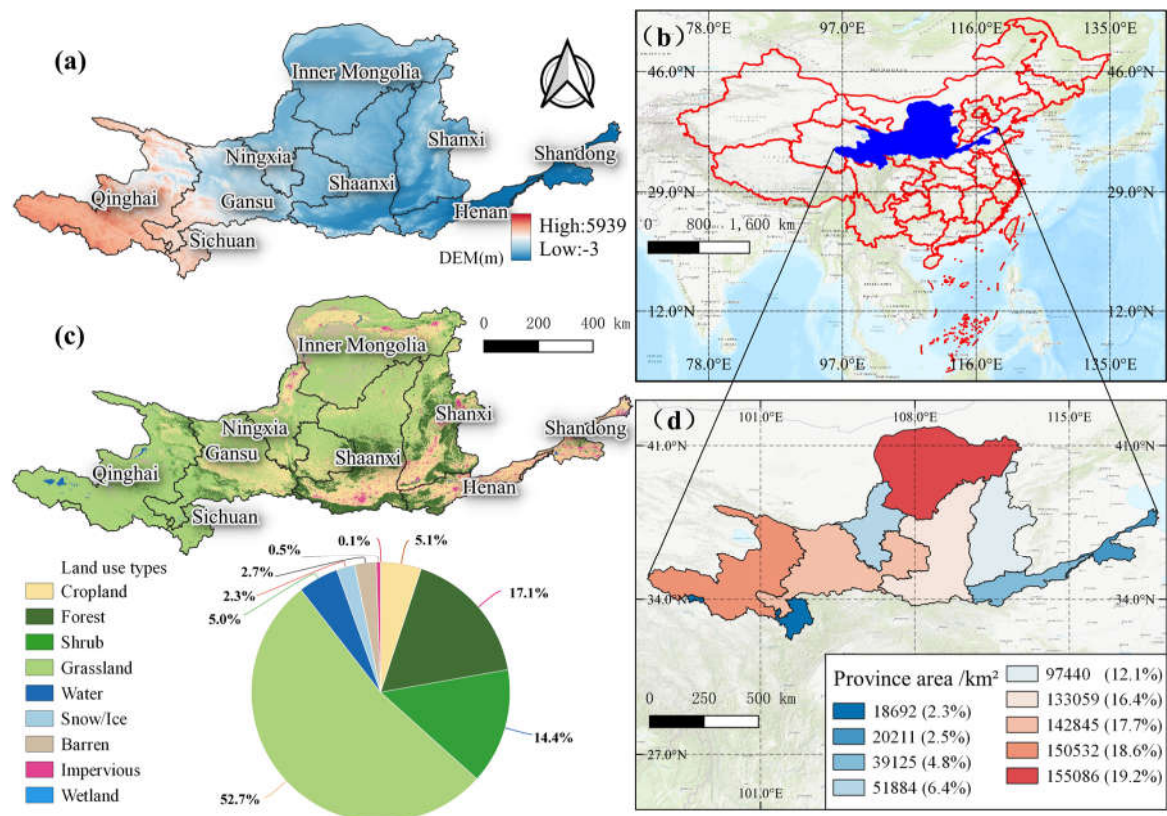 (a)
Inner Mongolia
Shanxi
Ningxia
Shandong
Shaanxi
Qinghai
Gansu
Henan
Sichuan
High:5939
Low:-3
DEM(m)
(b)
97.0°E
116.0°E
135.0°E
46.0°N
46.0°N
29.0°N
29.0°N
0 800 1,600 km
12.0°N
12.0°N
78.0°E
97.0°E
116.0°E
135.0°E
(c)
0 200 400 km
Inner Mongolia
Shanxi
Ningxia
Shandong
Gansu
Shaanxi
Qinghai
Henan
Sichuan
Land use types
Cropland
Forest
Shrub
Grassland
Water
Snow/Ice
Barren
Impervious
Wetland
0.5%
0.1%
5.1%
2.7%
2.3%
17.1%
5.0%
14.4%
52.7%
(d)
101.0°E
108.0°E
115.0°E
41.0°N
41.0°N
34.0°N
34.0°N
0 250 500 km
27.0°N
101.0°E
Province area /km²
18692 (2.3%)
20211 (2.5%)
39125 (4.8%)
51884 (6.4%)
97440 (12.1%)
133059 (16.4%)
142845 (17.7%)
150532 (18.6%)
155086 (19.2%)